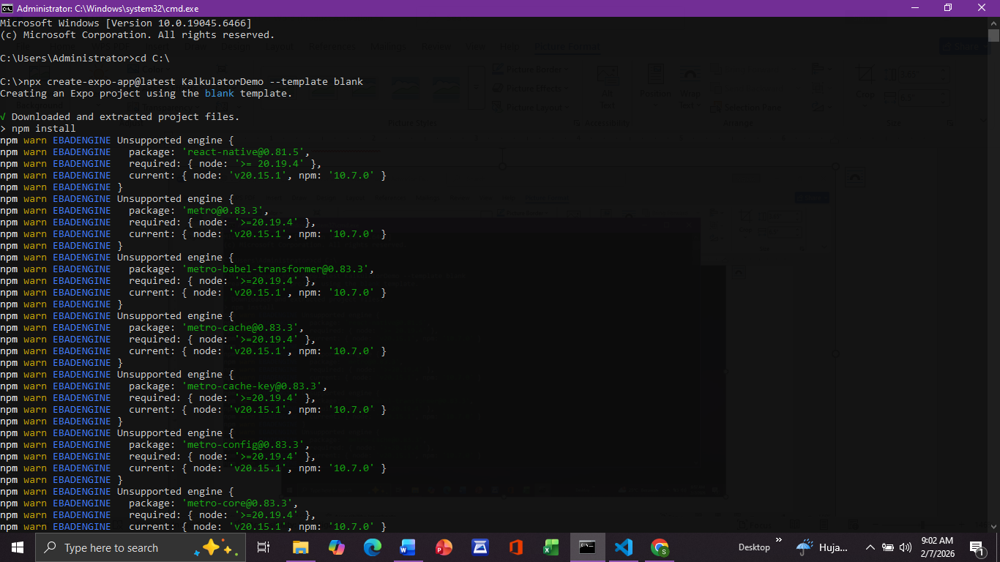 Administrator: C:\Windows\system32\cmd.exe
Microsoft Windows [Version 10.0.19045.6466]
(c) Microsoft Corporation. All rights reserved.
C:\Users\Administrator>cd C:\
C:\>npx create-expo-app@latest KalkulatorDemo --template blank
Creating an Expo project using the blank template.
√ Downloaded and extracted project files.
> npm install
npm warn EBADENGINE Unsupported engine {
npm warn EBADENGINE   package: 'react-native@0.81.5',
npm warn EBADENGINE   required: { node: '>= 20.19.4' },
npm warn EBADENGINE   current: { node: 'v20.15.1', npm: '10.7.0' }
npm warn EBADENGINE }
npm warn EBADENGINE Unsupported engine {
npm warn EBADENGINE   package: 'metro@0.83.3',
npm warn EBADENGINE   required: { node: '>=20.19.4' },
npm warn EBADENGINE   current: { node: 'v20.15.1', npm: '10.7.0' }
npm warn EBADENGINE }
npm warn EBADENGINE Unsupported engine {
npm warn EBADENGINE   package: 'metro-babel-transformer@0.83.3',
npm warn EBADENGINE   required: { node: '>=20.19.4' },
npm warn EBADENGINE   current: { node: 'v20.15.1', npm: '10.7.0' }
npm warn EBADENGINE }
npm warn EBADENGINE Unsupported engine {
npm warn EBADENGINE   package: 'metro-cache@0.83.3',
npm warn EBADENGINE   required: { node: '>=20.19.4' },
npm warn EBADENGINE   current: { node: 'v20.15.1', npm: '10.7.0' }
npm warn EBADENGINE }
npm warn EBADENGINE Unsupported engine {
npm warn EBADENGINE   package: 'metro-cache-key@0.83.3',
npm warn EBADENGINE   required: { node: '>=20.19.4' },
npm warn EBADENGINE   current: { node: 'v20.15.1', npm: '10.7.0' }
npm warn EBADENGINE }
npm warn EBADENGINE Unsupported engine {
npm warn EBADENGINE   package: 'metro-config@0.83.3',
npm warn EBADENGINE   required: { node: '>=20.19.4' },
npm warn EBADENGINE   current: { node: 'v20.15.1', npm: '10.7.0' }
npm warn EBADENGINE }
npm warn EBADENGINE Unsupported engine {
npm warn EBADENGINE   package: 'metro-core@0.83.3',
npm warn EBADENGINE   required: { node: '>=20.19.4' },
npm warn EBADENGINE   current: { node: 'v20.15.1', npm: '10.7.0' }
Type here to search
Desktop
Huja...
9:02 AM
2/7/2026
1